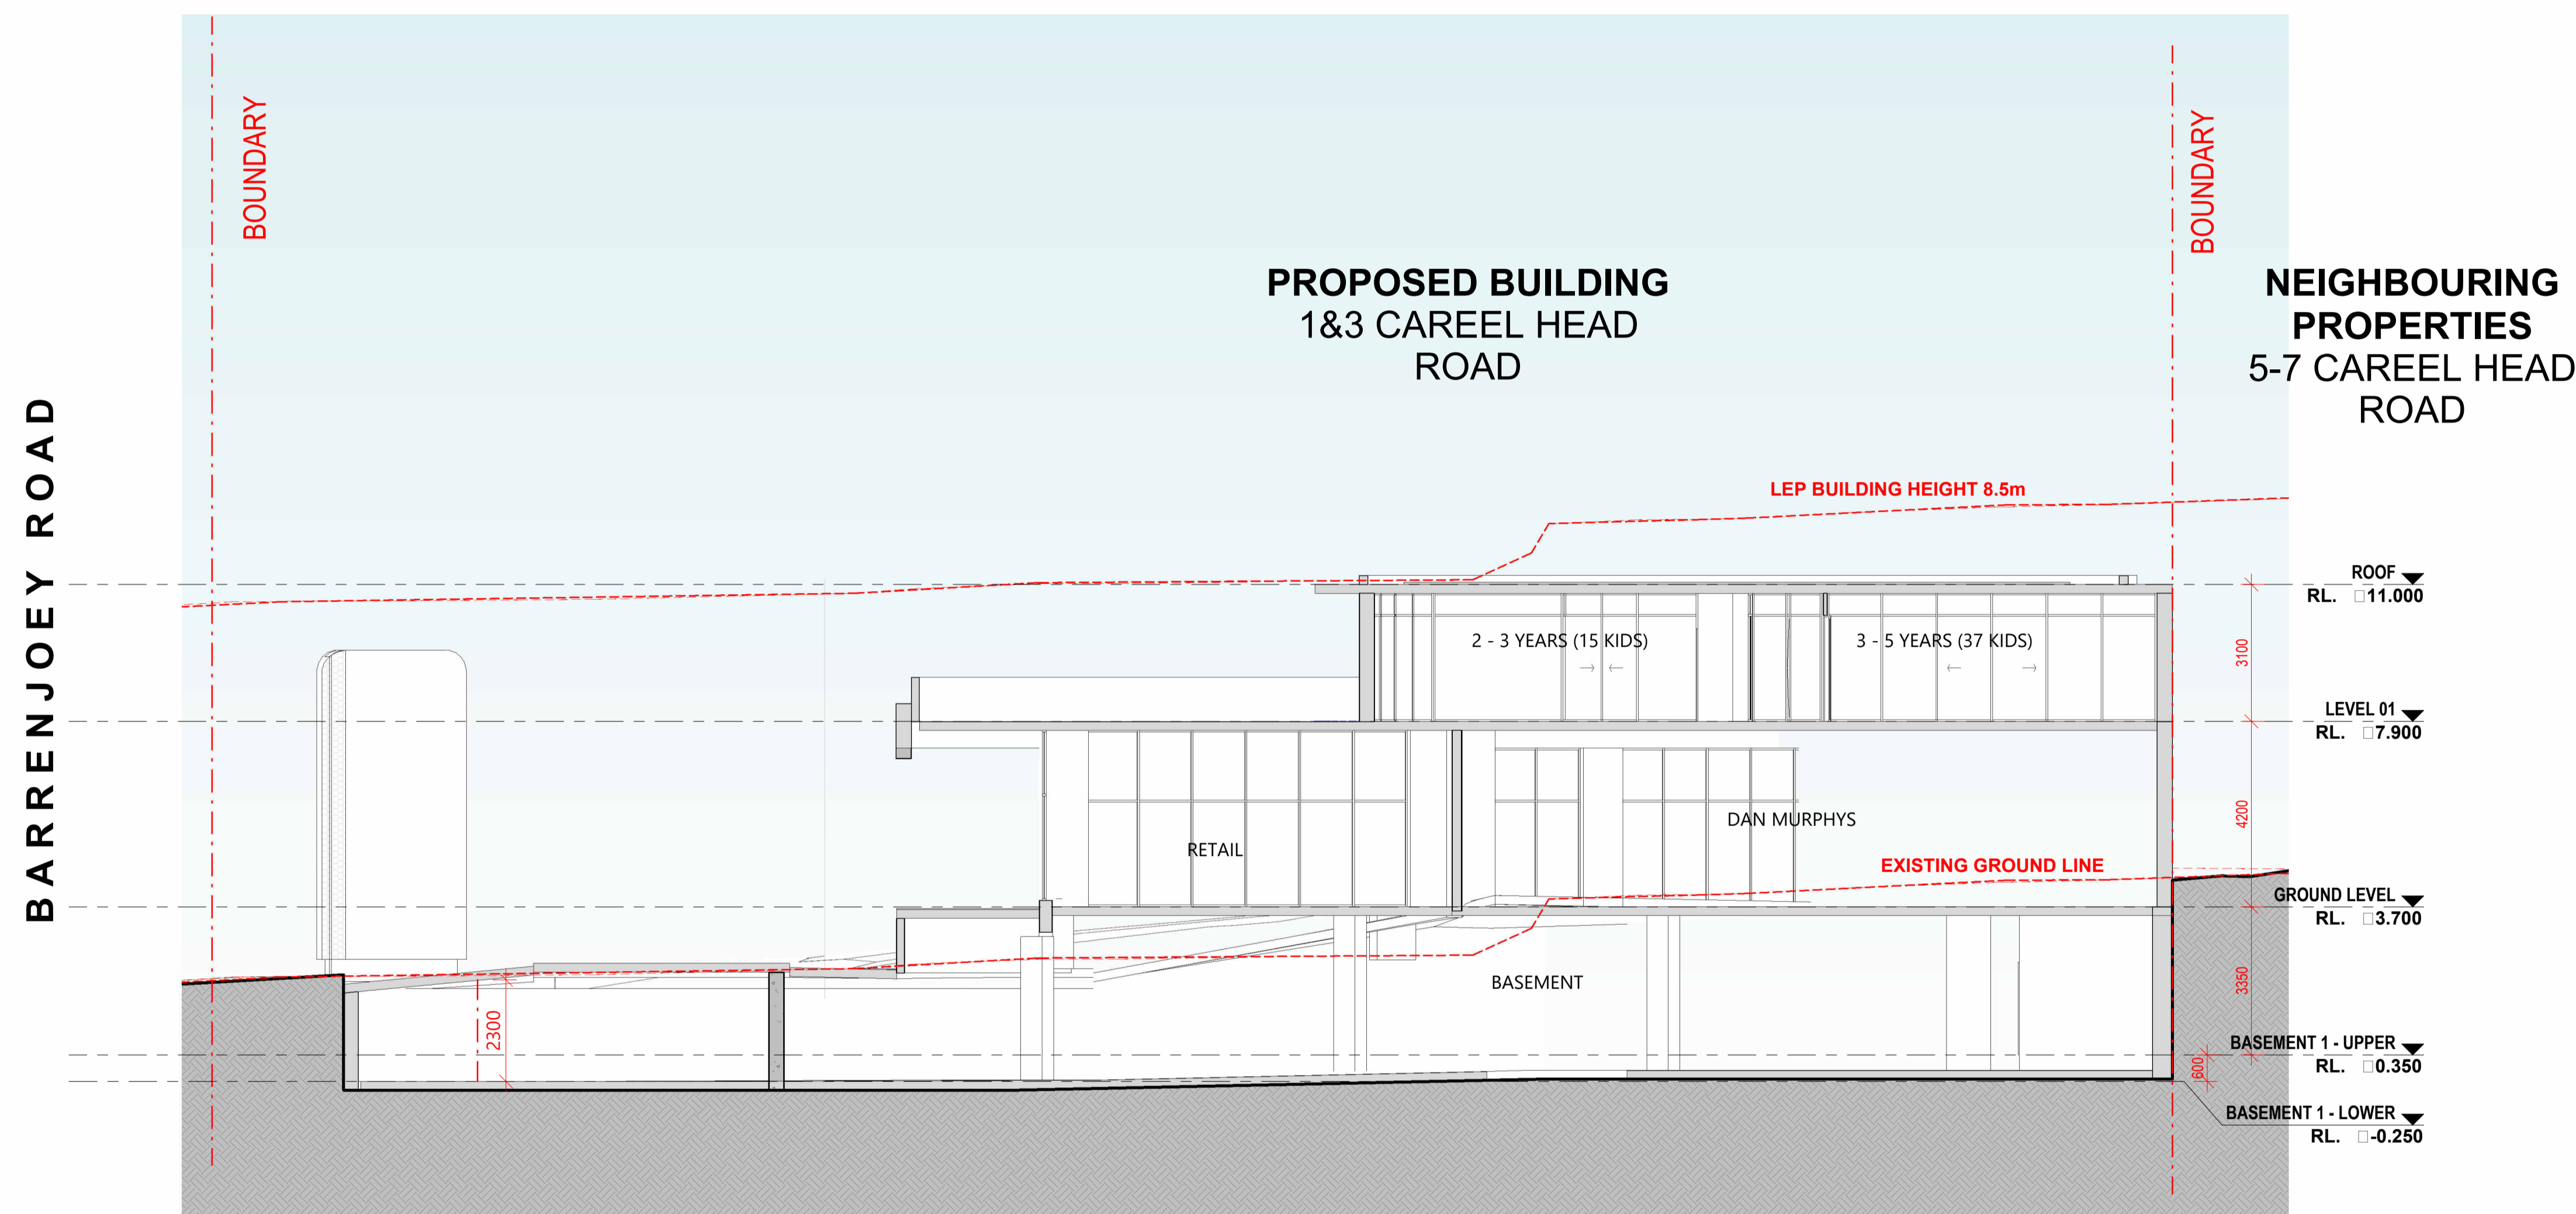 BOUNDARY
BOUNDARY
PROPOSED BUILDING
1&3 CAREEL HEAD
ROAD
NEIGHBOURING
PROPERTIES
5-7 CAREEL HEAD
ROAD
BARRENJOEY ROAD
LEP BUILDING HEIGHT 8.5m
ROOF
RL. □11.000
2 - 3 YEARS (15 KIDS)
3 - 5 YEARS (37 KIDS)
3100
LEVEL 01
RL. □7.900
4200
DAN MURPHYS
RETAIL
EXISTING GROUND LINE
GROUND LEVEL
RL. □3.700
3350
BASEMENT
2300
BASEMENT 1 - UPPER
RL. □0.350
600
BASEMENT 1 - LOWER
RL. □-0.250